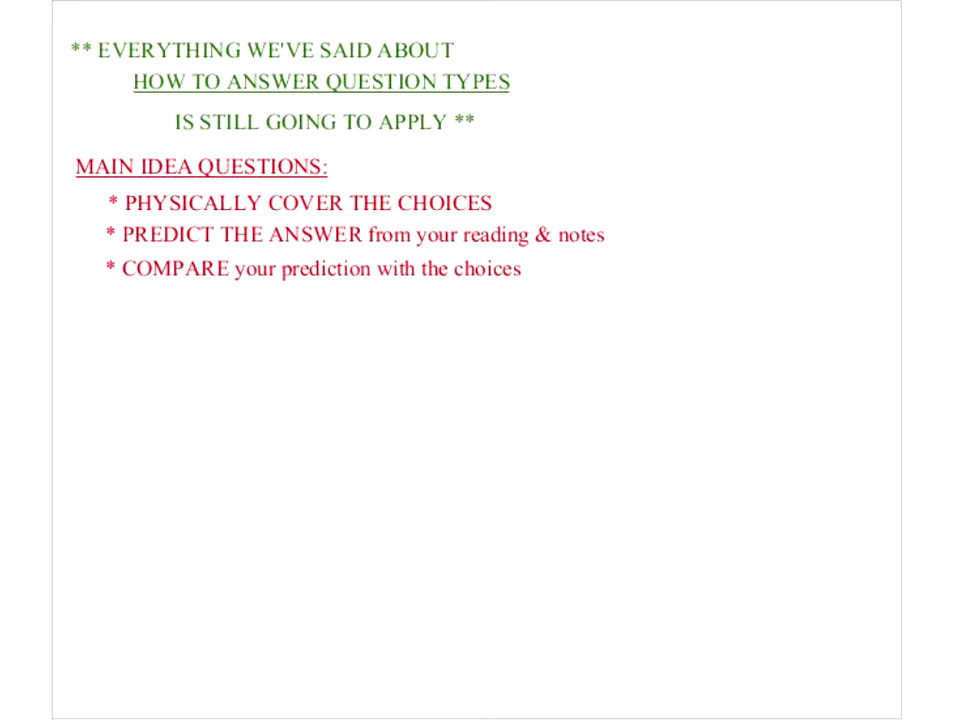 ** EVERYTHING WE'VE SAID ABOUT
HOW TO ANSWER QUESTION TYPES
IS STILL GOING TO APPLY **
MAIN IDEA QUESTIONS:
* PHYSICALLY COVER THE CHOICES
* PREDICT THE ANSWER from your reading & notes
* COMPARE your prediction with the choices